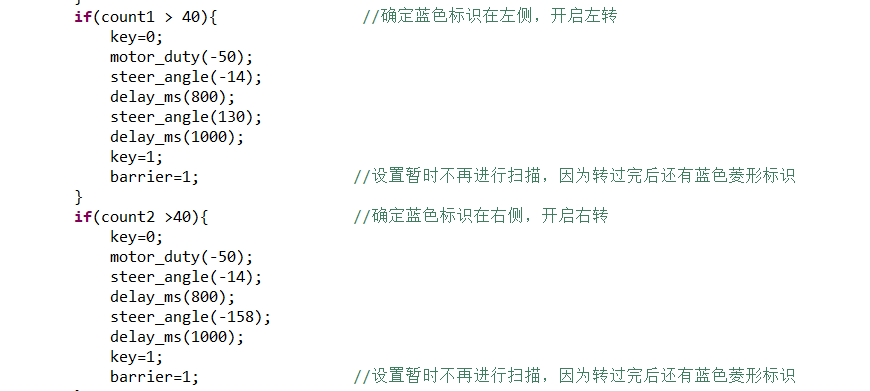 if(count1 > 40){ //确定蓝色标识在左侧，开启左转
key=0;
motor_duty(-50);
steer_angle(-14);
delay_ms(800);
steer_angle(130);
delay_ms(1000);
key=1;
barrier=1; //设置暂时不再进行扫描，因为转过完后还有蓝色菱形标识
}
if(count2 >40){ //确定蓝色标识在右侧，开启右转
key=0;
motor_duty(-50);
steer_angle(-14);
delay_ms(800);
steer_angle(-158);
delay_ms(1000);
key=1;
barrier=1; //设置暂时不再进行扫描，因为转过完后还有蓝色菱形标识